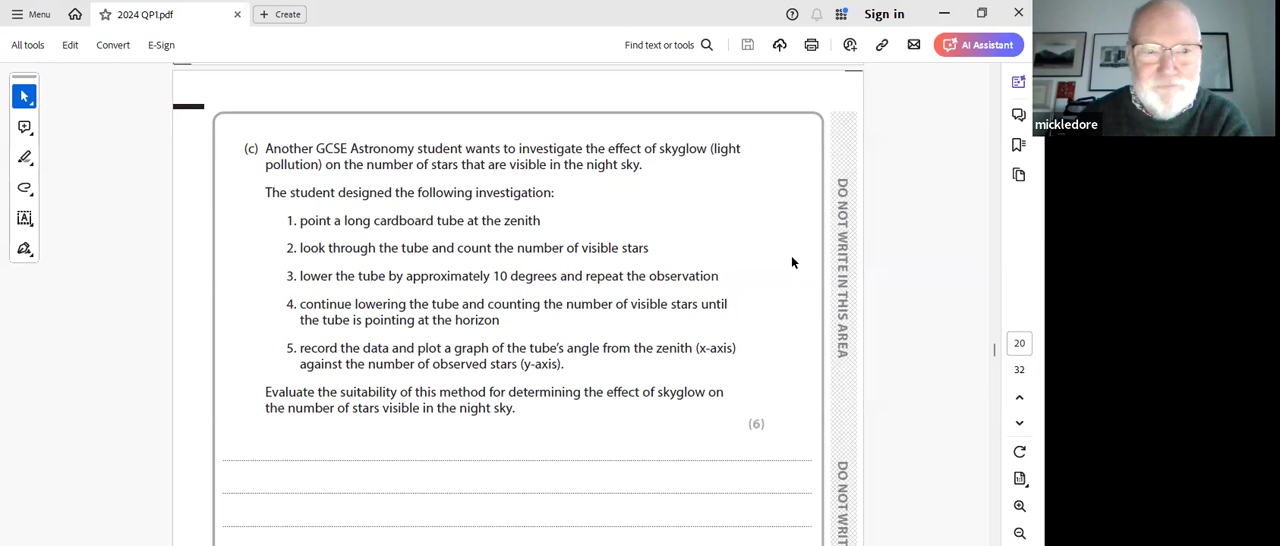 Menu
2024 QP1.pdf
Create
Sign in
All tools
Edit
Convert
E-Sign
Find text or tools
AI Assistant
mickledore
(c) Another GCSE Astronomy student wants to investigate the effect of skyglow (light
pollution) on the number of stars that are visible in the night sky.
The student designed the following investigation:
1. point a long cardboard tube at the zenith
2. look through the tube and count the number of visible stars
3. lower the tube by approximately 10 degrees and repeat the observation
4. continue lowering the tube and counting the number of visible stars until
the tube is pointing at the horizon
5. record the data and plot a graph of the tube's angle from the zenith (x-axis)
against the number of observed stars (y-axis).
Evaluate the suitability of this method for determining the effect of skyglow on
the number of stars visible in the night sky.
(6)
DO NOT WRITE IN THIS AREA
DO NOT WRIT
20
32